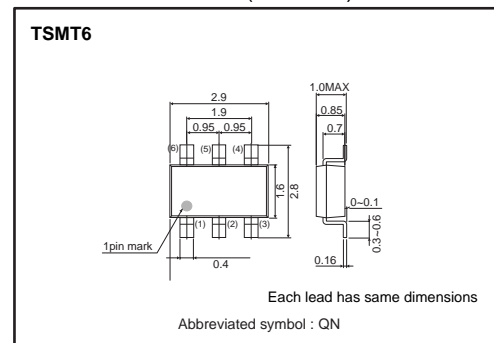 TSMT6
1.0MAX
2.9
0.85
1.9
0.7
0.95 0.95
(6) (5) (4)
1.6
2.8
0~0.1
0.3~0.6
(1) (2) (3)
1pin mark
0.4
0.16
Each lead has same dimensions
Abbreviated symbol : QN